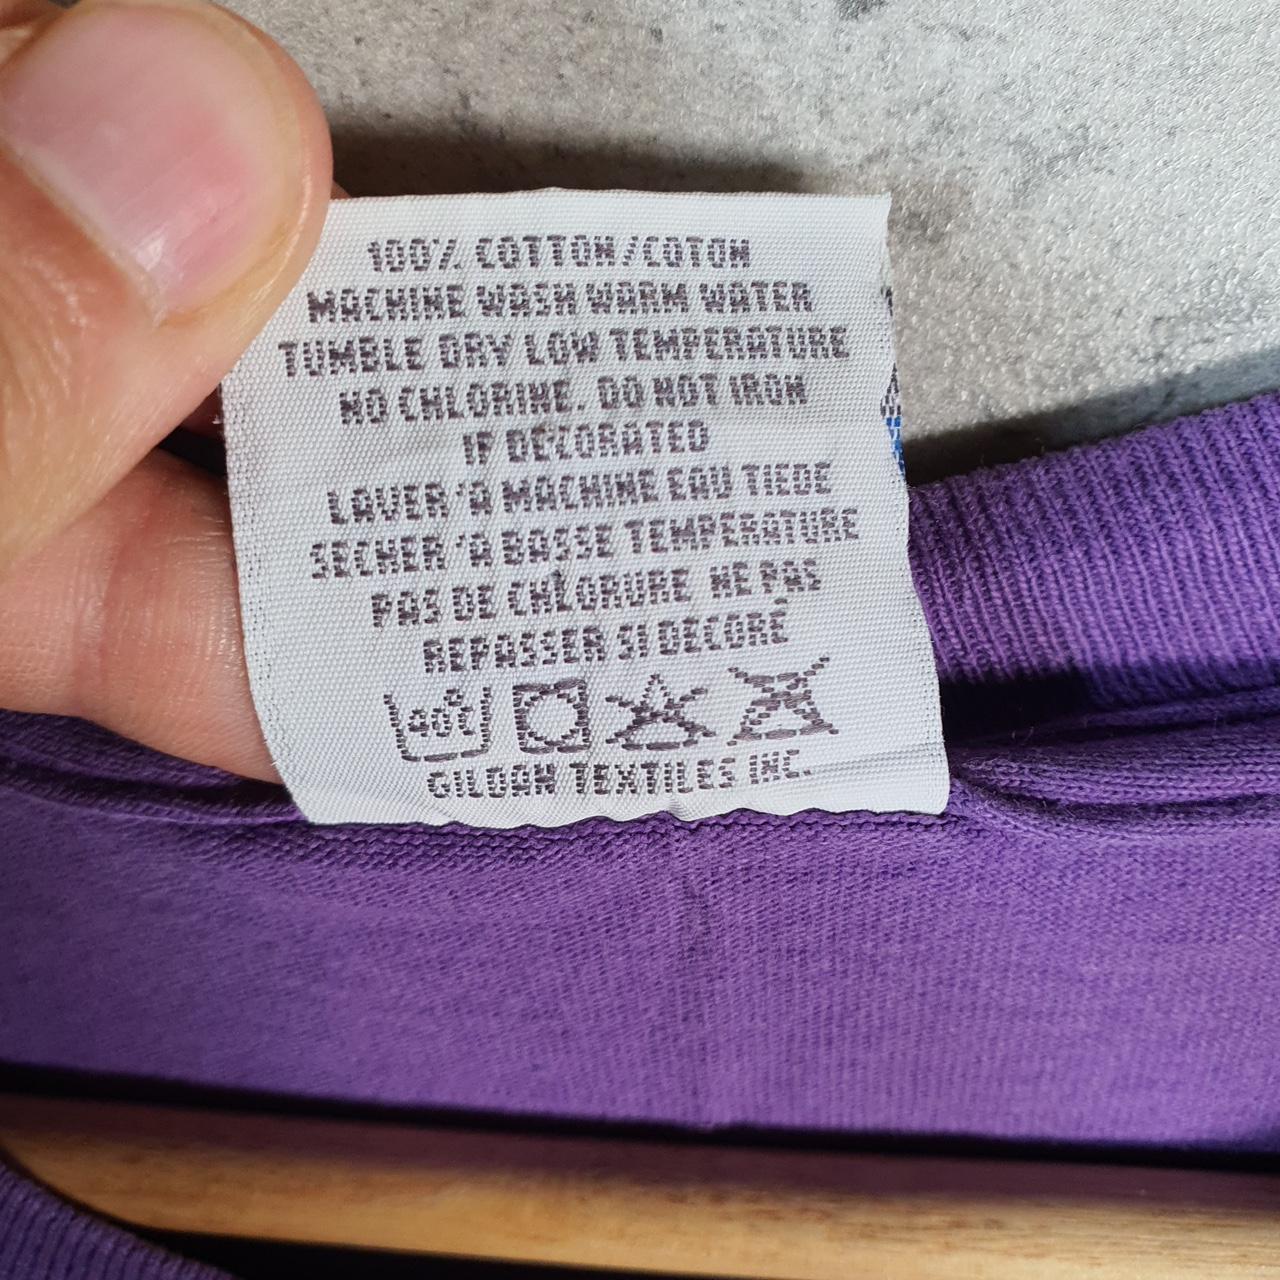 100% COTTON/COTON
MACHINE WASH WARM WATER
TUMBLE DRY LOW TEMPERATURE
NO CHLORINE. DO NOT IRON
IF DECORATED
LAVER 'A MACHINE EAU TIEDE
SECHER 'A BASSE TEMPERATURE
PAS DE CHLORURE NE PAS
REPASSER SI DECORÉ
40°C
GILDAN TEXTILES INC.